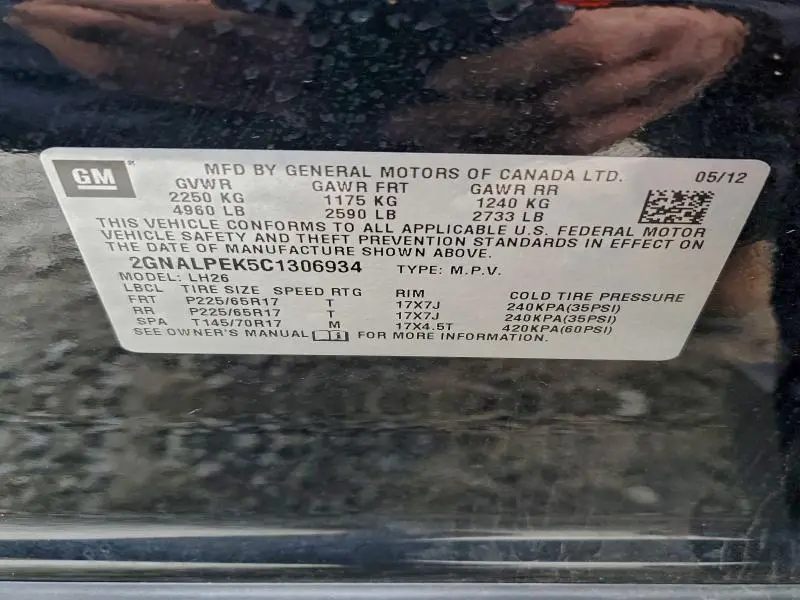 GM MFD BY GENERAL MOTORS OF CANADA LTD. 05/12
GVWR GAWR FRT GAWR RR
2250 KG 1175 KG 1240 KG
4960 LB 2590 LB 2733 LB
THIS VEHICLE CONFORMS TO ALL APPLICABLE U.S. FEDERAL MOTOR
VEHICLE SAFETY AND THEFT PREVENTION STANDARDS IN EFFECT ON
THE DATE OF MANUFACTURE SHOWN ABOVE.
2GNALPEK5C1306934 TYPE: M.P.V.
MODEL: LH26
LBCL TIRE SIZE SPEED RTG RIM COLD TIRE PRESSURE
FRT P225/65R17 T 17X7J 240KPA(35PSI)
RR P225/65R17 T 17X7J 240KPA(35PSI)
SPA T145/70R17 M 17X4.5T 420KPA(60PSI)
SEE OWNER'S MANUAL FOR MORE INFORMATION.